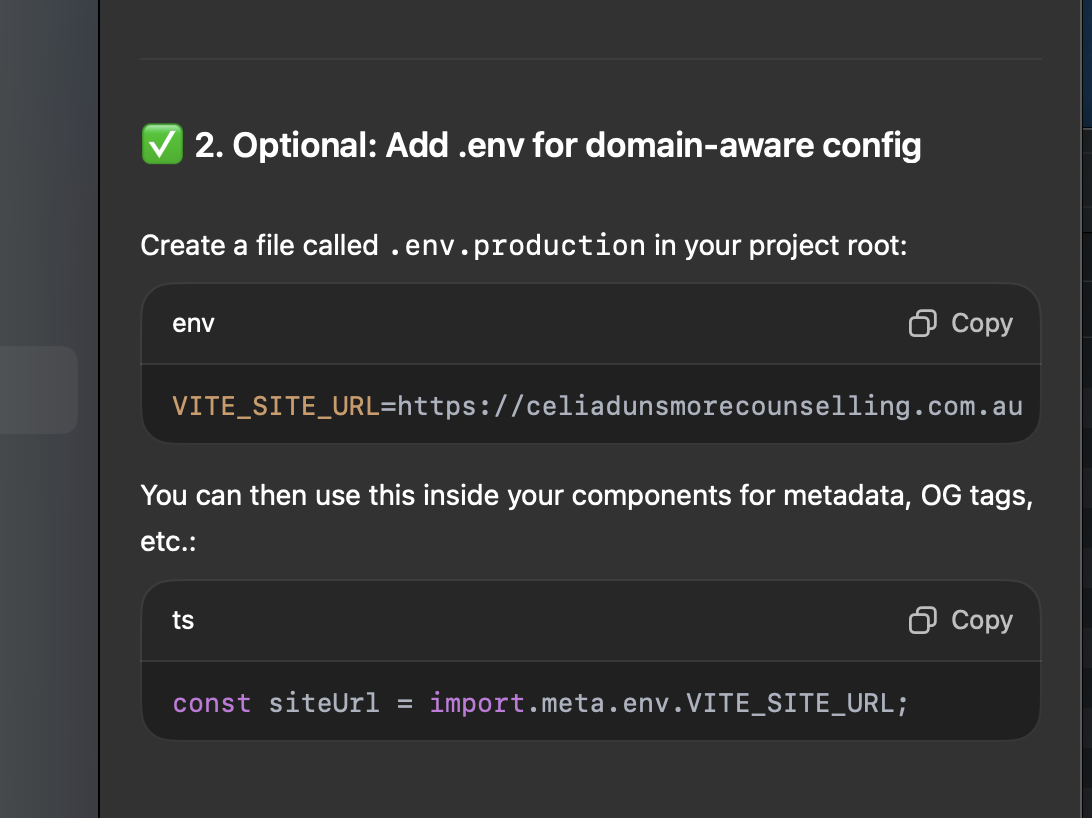 ✅ 2. Optional: Add .env for domain-aware config
Create a file called .env.production in your project root:
env
Copy
VITE_SITE_URL=https://celiadunsmorecounselling.com.au
You can then use this inside your components for metadata, OG tags,
etc.:
ts
Copy
const siteUrl = import.meta.env.VITE_SITE_URL;